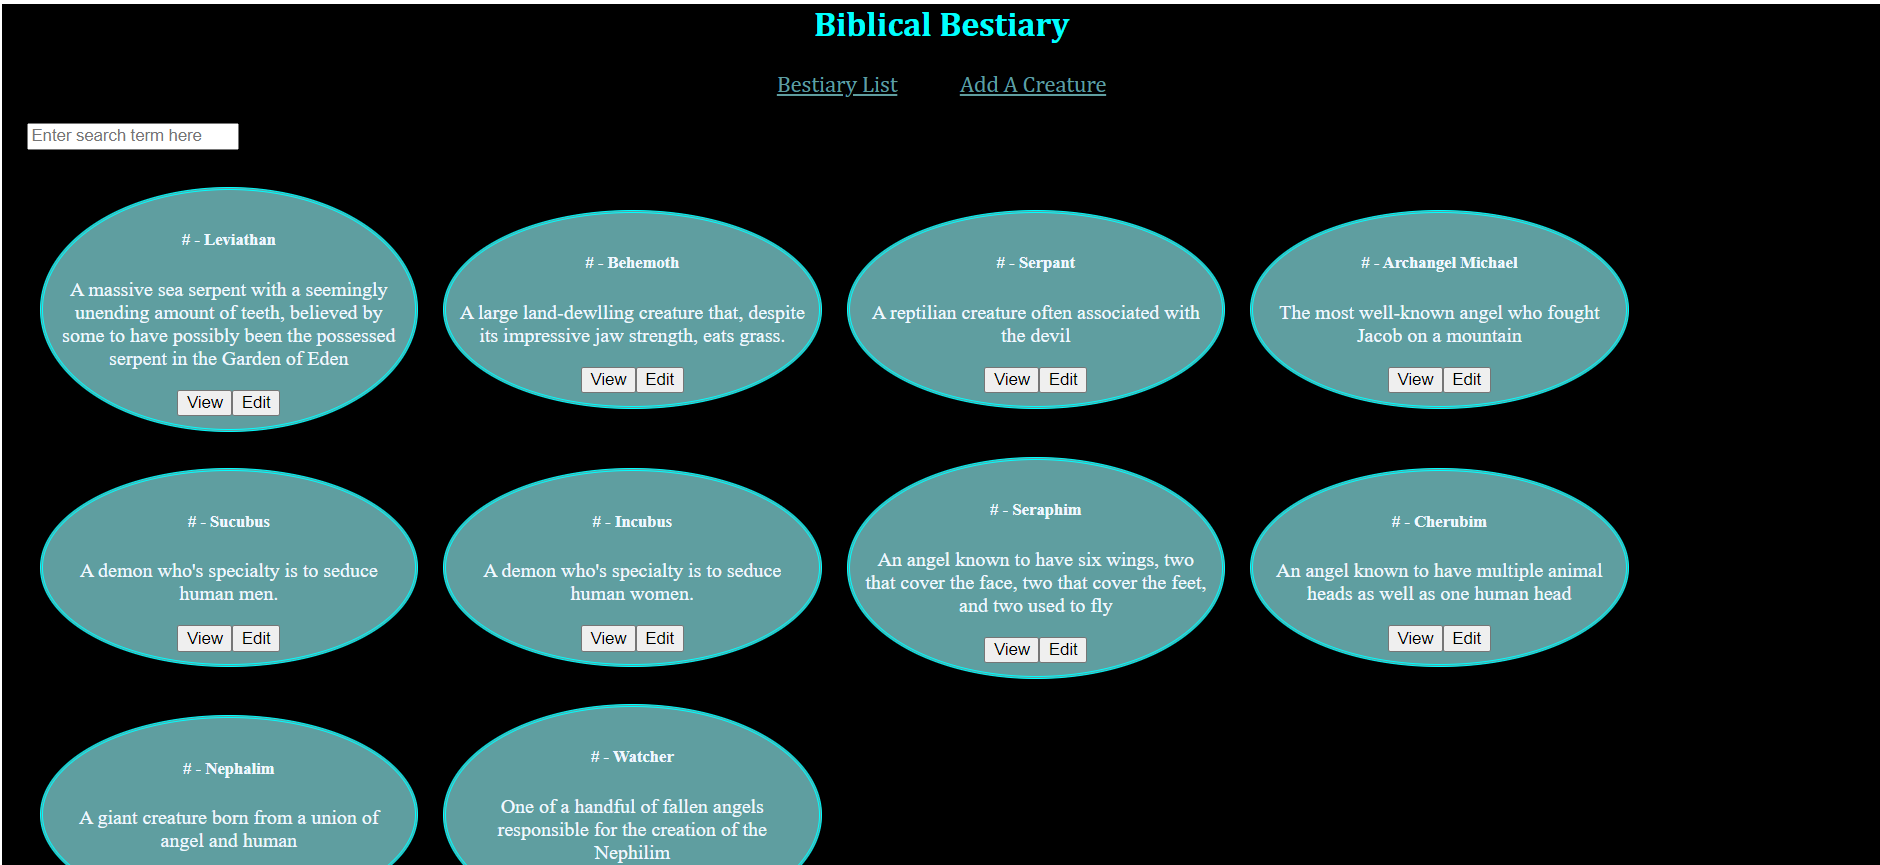 Biblical Bestiary
Bestiary List
Add A Creature
Enter search term here
# - Leviathan
A massive sea serpent with a seemingly
unending amount of teeth, believed by
some to have possibly been the possessed
serpent in the Garden of Eden
View Edit
# - Behemoth
A large land-dewlling creature that, despite
its impressive jaw strength, eats grass.
View Edit
# - Serpant
A reptilian creature often associated with
the devil
View Edit
# - Archangel Michael
The most well-known angel who fought
Jacob on a mountain
View Edit
# - Sucubus
A demon who's specialty is to seduce
human men.
View Edit
# - Incubus
A demon who's specialty is to seduce
human women.
View Edit
# - Seraphim
An angel known to have six wings, two
that cover the face, two that cover the feet,
and two used to fly
View Edit
# - Cherubim
An angel known to have multiple animal
heads as well as one human head
View Edit
# - Nephalim
A giant creature born from a union of
angel and human
# - Watcher
One of a handful of fallen angels
responsible for the creation of the
Nephilim